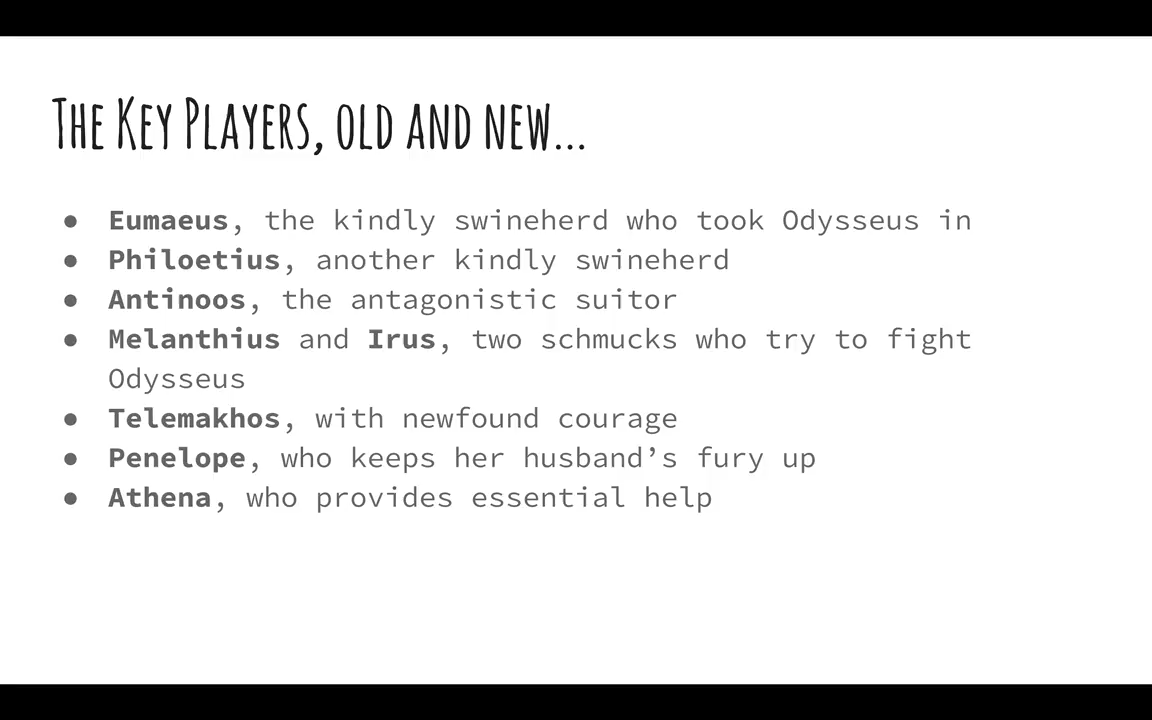 The Key Players, old and new...
● Eumaeus, the kindly swineherd who took Odysseus in
● Philoetius, another kindly swineherd
● Antinoos, the antagonistic suitor
● Melanthius and Irus, two schmucks who try to fight
Odysseus
● Telemakhos, with newfound courage
● Penelope, who keeps her husband’s fury up
● Athena, who provides essential help